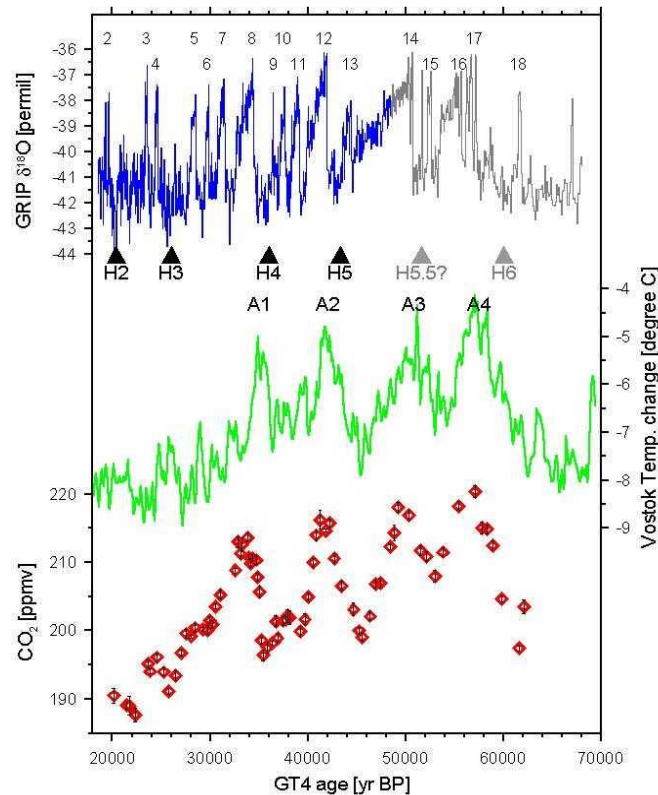 2 3 5 7 8 10 12 14 17
4 6 9 11 13 15 16 18
-36
-37
-38
-39
-40
-41
-42
-43
-44
GRIP δ¹⁸O [permil]
H2 H3 H4 H5 H5.5? H6
A1 A2 A3 A4
-4
-5
-6
-7
-8
-9
Vostok Temp. change [degree C]
220
210
200
190
CO₂ [ppmv]
20000 30000 40000 50000 60000 70000
GT4 age [yr BP]